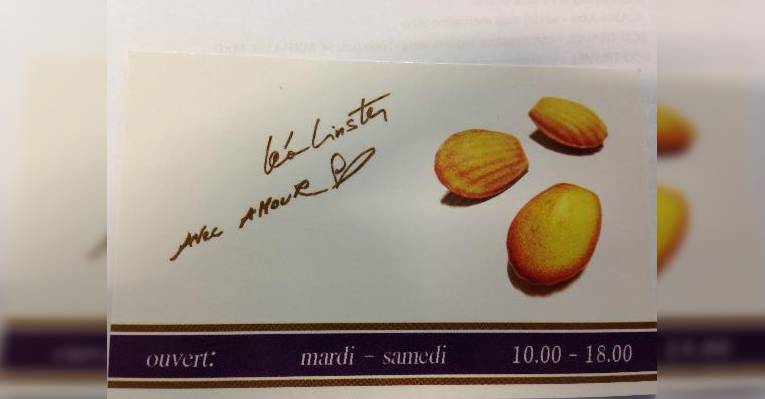 Léa Linster
AVEC AMOUR
ouvert: mardi - samedi 10.00 - 18.00